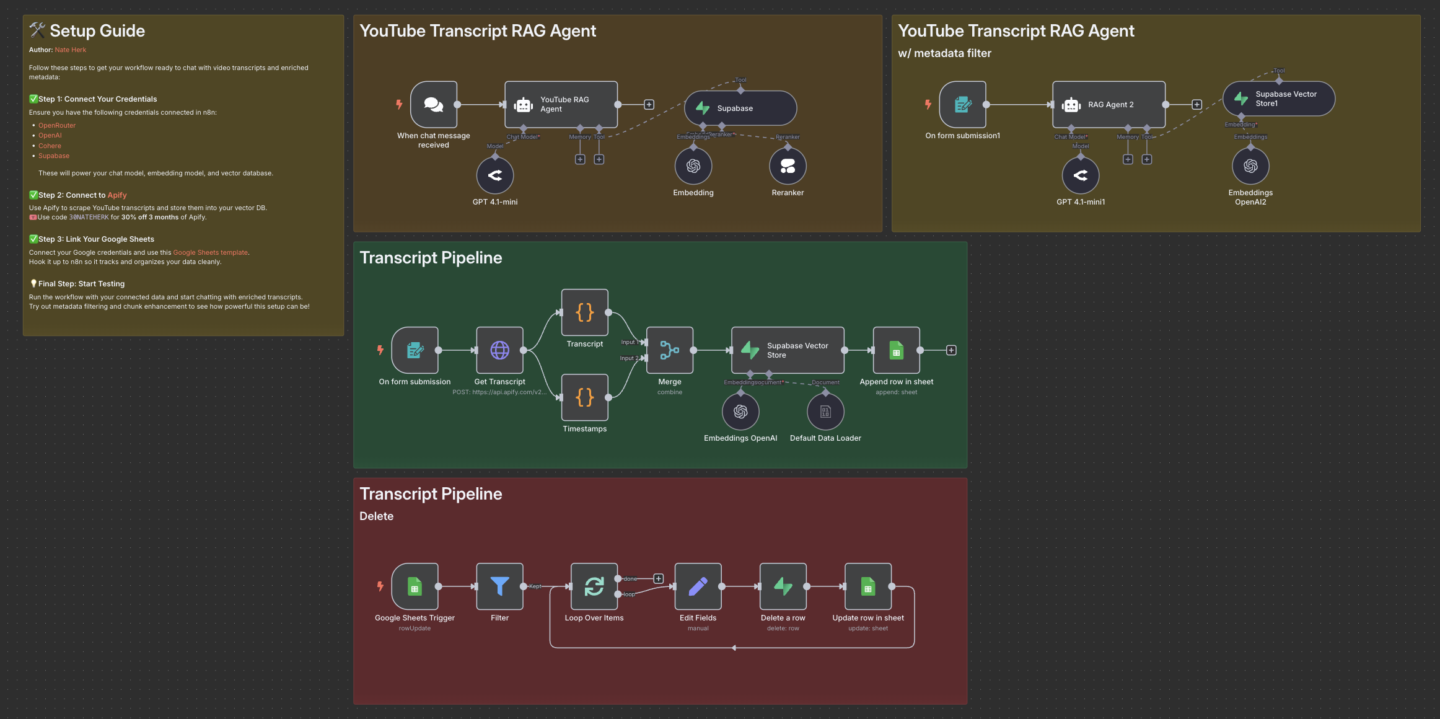 🛠️ Setup Guide
Author: Nate Herk
Follow these steps to get your workflow ready to chat with video transcripts and enriched
metadata:
✅Step 1: Connect Your Credentials
Ensure you have the following credentials connected in n8n:
• OpenRouter
• OpenAI
• Cohere
• Supabase
These will power your chat model, embedding model, and vector database.
✅Step 2: Connect to Apify
Use Apify to scrape YouTube transcripts and store them into your vector DB.
🎟️Use code 30NATEHERK for 30% off 3 months of Apify.
✅Step 3: Link Your Google Sheets
Connect your Google credentials and use this Google Sheets template.
Hook it up to n8n so it tracks and organizes your data cleanly.
💡Final Step: Start Testing
Run the workflow with your connected data and start chatting with enriched transcripts.
Try out metadata filtering and chunk enhancement to see how powerful this setup can be!
YouTube Transcript RAG Agent
When chat message
received
YouTube RAG
Agent
Chat Model*
Memory
Tool
Model
GPT 4.1-mini
Tool
Supabase
Embedding*
Reranker*
Embeddings
Reranker
Embedding
Reranker
YouTube Transcript RAG Agent
w/ metadata filter
On form submission1
RAG Agent 2
Chat Model*
Memory
Tool
Model
GPT 4.1-mini1
Tool
Supabase Vector
Store1
Embedding*
Embeddings
Embeddings
OpenAI2
Transcript Pipeline
On form submission
Get Transcript
POST: https://api.apify.com/v2...
Transcript
Timestamps
Input 1
Input 2
Merge
combine
Supabase Vector
Store
Embedding*
Document*
Document
Embeddings OpenAI
Default Data Loader
Append row in sheet
append: sheet
Transcript Pipeline
Delete
Google Sheets Trigger
rowUpdate
Filter
Kept
Loop Over Items
done
loop
Edit Fields
manual
Delete a row
delete: row
Update row in sheet
update: sheet